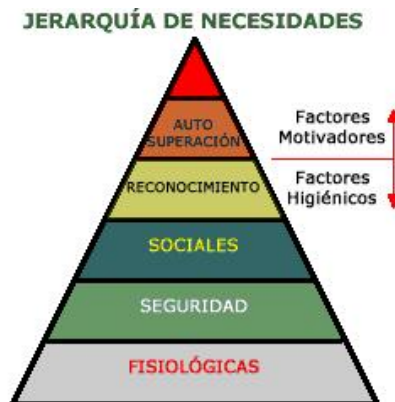 JERARQUÍA DE NECESIDADES
AUTO
SUPERACIÓN
Factores
Motivadores
RECONOCIMIENTO
Factores
Higiénicos
SOCIALES
SEGURIDAD
FISIOLÓGICAS